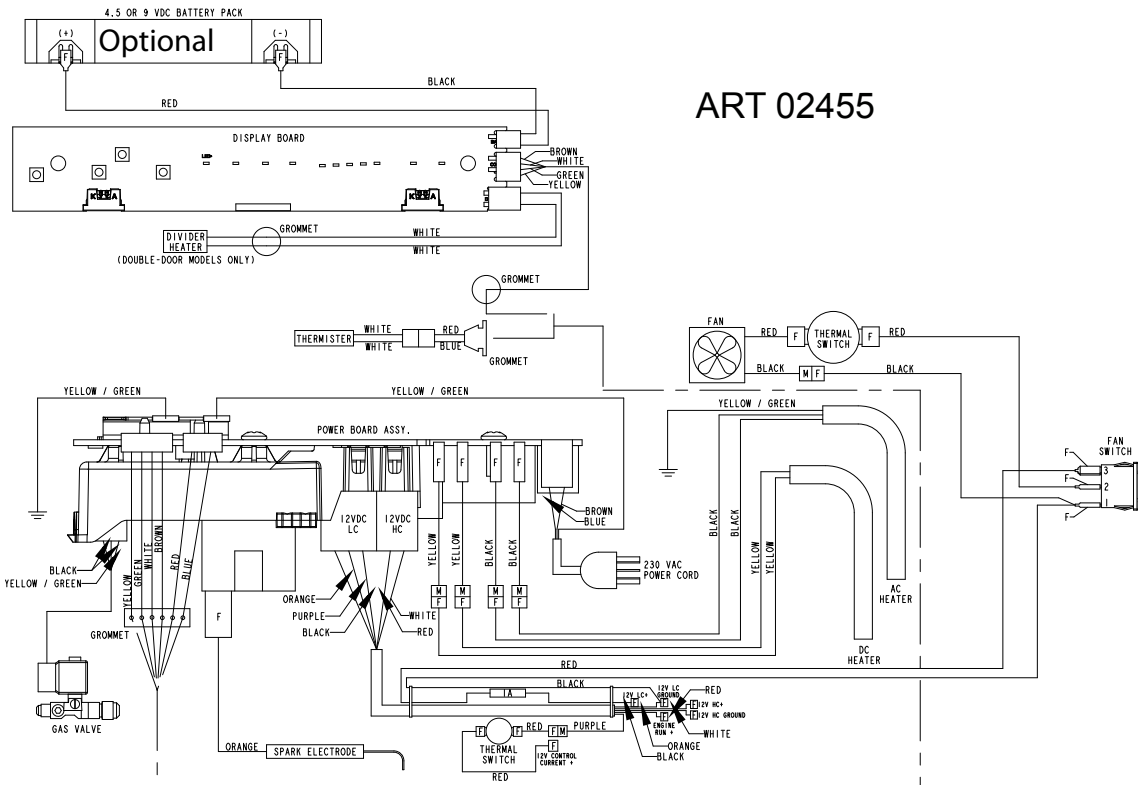 4.5 OR 9 VDC BATTERY PACK
(+)
Optional
(-)
F
F
BLACK
RED
ART 02455
DISPLAY BOARD
LED
BROWN
WHITE
GREEN
YELLOW
K
A
K
A
GROMMET
DIVIDER
HEATER
WHITE
WHITE
(DOUBLE-DOOR MODELS ONLY)
GROMMET
THERMISTER
WHITE
WHITE
RED
BLUE
GROMMET
FAN
RED
F
THERMAL
SWITCH
F
RED
BLACK
M F
BLACK
YELLOW / GREEN
YELLOW / GREEN
YELLOW / GREEN
POWER BOARD ASSY.
FAN
SWITCH
F
3
F
2
1
F
F
F
F
F
12VDC
LC
12VDC
HC
BROWN
BLUE
230 VAC
POWER CORD
BLACK
YELLOW / GREEN
YELLOW
GREEN
WHITE
BROWN
RED
BLUE
YELLOW
YELLOW
BLACK
BLACK
BLACK
BLACK
YELLOW
YELLOW
ORANGE
PURPLE
BLACK
WHITE
RED
M
F
M
F
M
F
M
F
AC
HEATER
DC
HEATER
GROMMET
F
GAS VALVE
RED
BLACK
1A
12V LC+
F
12V LC
GROUND
F
RED
F
12V HC+
F
12V HC GROUND
F
ENGINE
RUN +
WHITE
ORANGE
BLACK
F
THERMAL
SWITCH
F
RED
F M
PURPLE
F
12V CONTROL
CURRENT +
RED
ORANGE
SPARK ELECTRODE